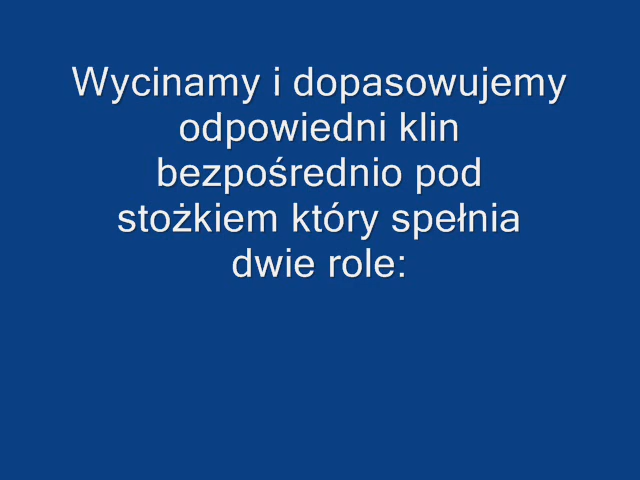 Wycinamy i dopasowujemy
odpowiedni klin
bezpośrednio pod
stożkiem który spełnia
dwie role: